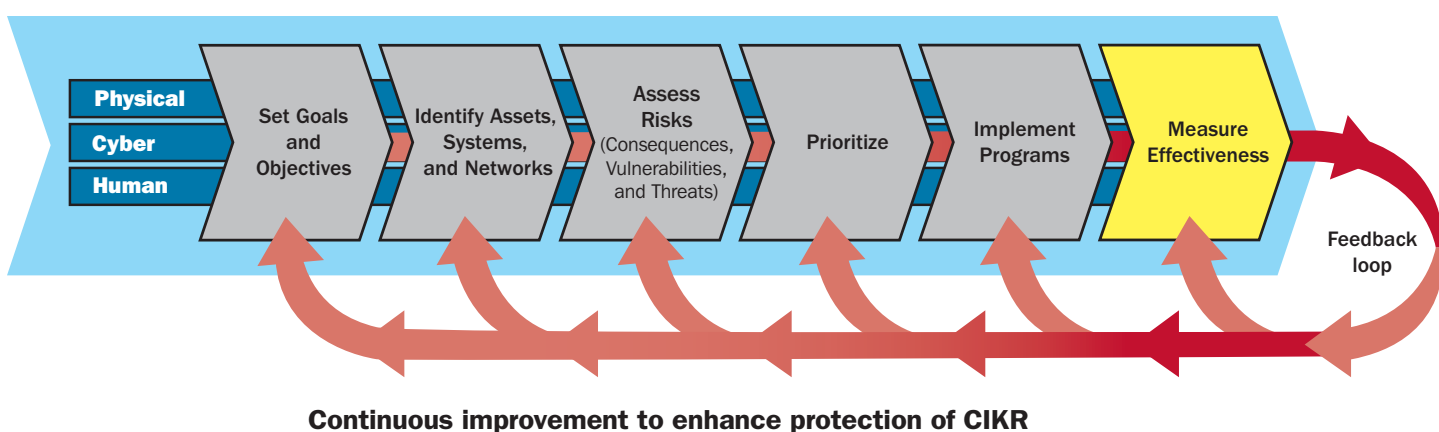 Physical
Cyber
Human
Set Goals
and
Objectives
Identify Assets,
Systems,
and Networks
Assess
Risks
(Consequences,
Vulnerabilities,
and Threats)
Prioritize
Implement
Programs
Measure
Effectiveness
Feedback
loop
Continuous improvement to enhance protection of CIKR